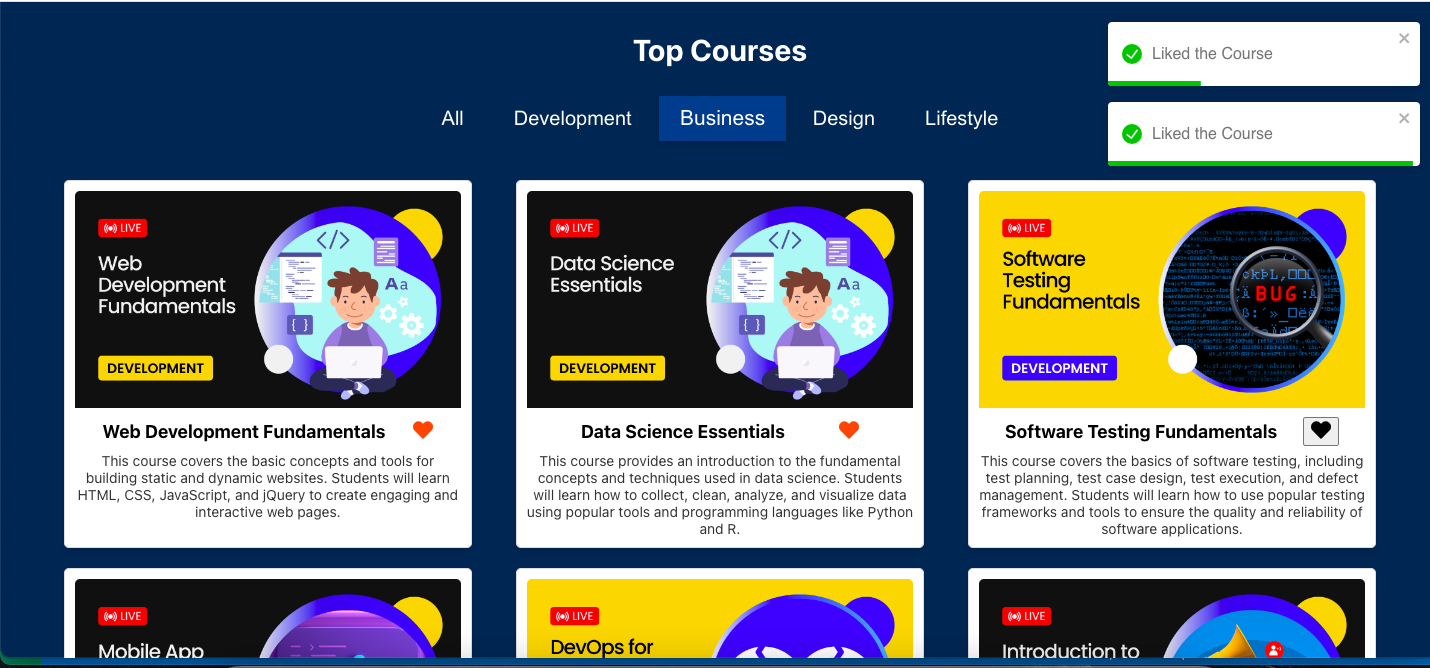 Top Courses
Liked the Course
Liked the Course
All Development Business Design Lifestyle
LIVE
Web
Development
Fundamentals
DEVELOPMENT
Web Development Fundamentals
This course covers the basic concepts and tools for
building static and dynamic websites. Students will learn
HTML, CSS, JavaScript, and jQuery to create engaging and
interactive web pages.
LIVE
Data Science
Essentials
DEVELOPMENT
Data Science Essentials
This course provides an introduction to the fundamental
concepts and techniques used in data science. Students
will learn how to collect, clean, analyze, and visualize data
using popular tools and programming languages like Python
and R.
LIVE
Software
Testing
Fundamentals
BUG
DEVELOPMENT
Software Testing Fundamentals
This course covers the basics of software testing, including
test planning, test case design, test execution, and defect
management. Students will learn how to use popular testing
frameworks and tools to ensure the quality and reliability of
software applications.
LIVE
Mobile App
LIVE
DevOps for
LIVE
Introduction to